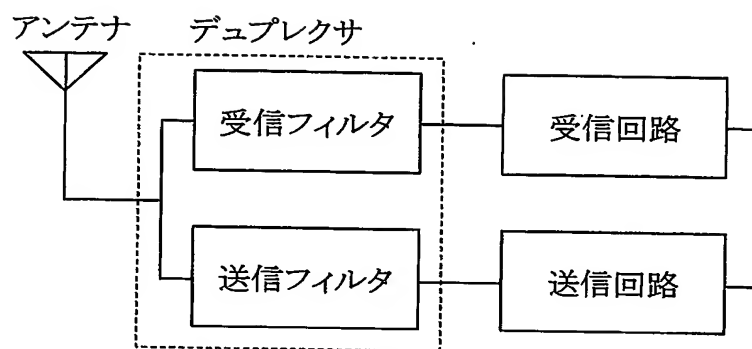 アンテナ
デュプレクサ
受信フィルタ
受信回路
送信フィルタ
送信回路